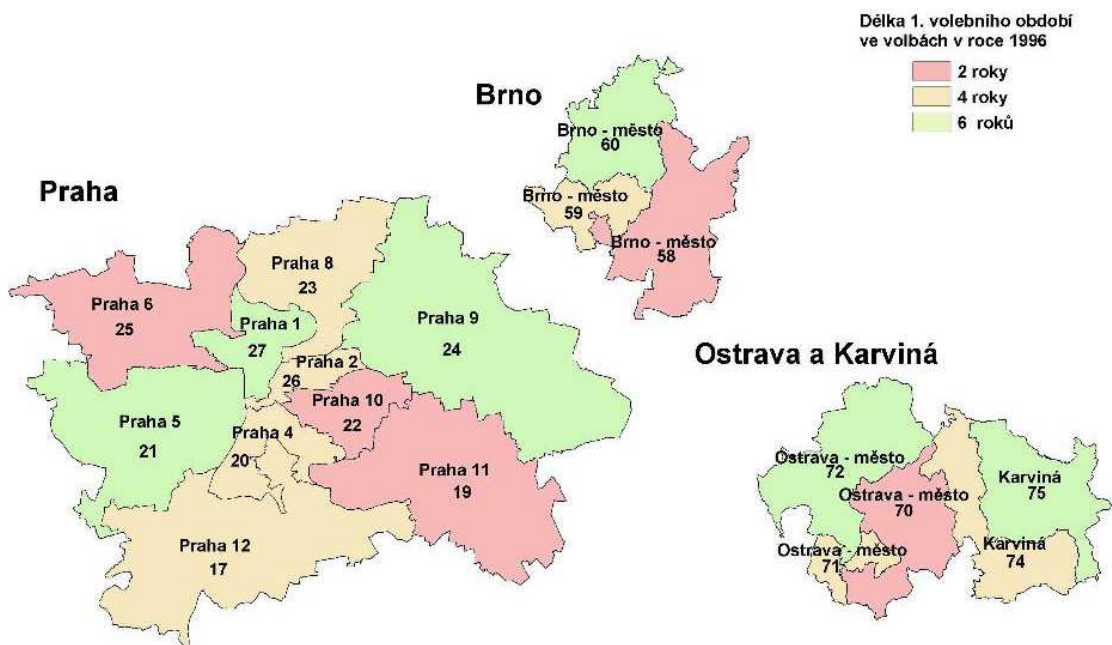 Délka 1. volebního období
ve volbách v roce 1996
2 roky
4 roky
6 roků
Brno
Brno - město
60
Brno - město
59
Brno - město
58
Praha
Praha 8
23
Praha 6
25
Praha 1
27
Praha 9
24
Praha 2
26
Praha 10
22
Praha 5
21
Praha 4
20
Praha 11
19
Praha 12
17
Ostrava a Karviná
Ostrava - město
72
Karviná
75
Ostrava - město
70
Ostrava - město
71
Karviná
74